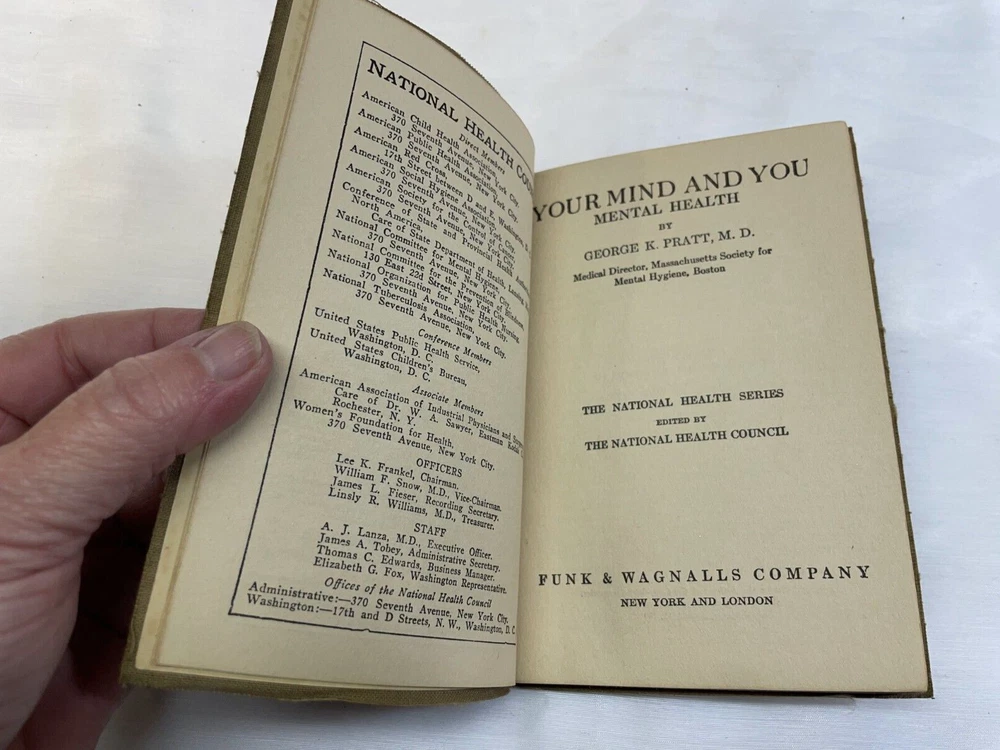 NATIONAL HEALTH COU
Direct Members
American Child Health Association,
370 Seventh Avenue, New York City.
American Public Health Association,
370 Seventh Avenue, New York City.
American Red Cross,
17th Street between D and E, Washington, D.
American Social Hygiene Association,
370 Seventh Avenue, New York City.
American Society for the Control of Cancer,
370 Seventh Avenue, New York City.
Conference of State and Provincial Health
North America,
Care of State Department of Health,
National Committee for Mental Hygiene,
370 Seventh Avenue, New York City.
National Committee for the Prevention of Blindness,
130 East 22d Street, New York City.
National Organization for Public Health Nursing,
370 Seventh Avenue, New York City.
National Tuberculosis Association,
370 Seventh Avenue, New York City.
Conference Members
United States Public Health Service,
Washington, D. C.
United States Children's Bureau,
Washington, D. C.
Associate Members
American Association of Industrial Physicians and
Care of Dr. W. A. Sawyer, Eastman Kodak
Rochester, N. Y.
Women's Foundation for Health,
370 Seventh Avenue, New York City.
OFFICERS
Lee K. Frankel, Chairman.
William F. Snow, M.D., Vice-Chairman.
James L. Fieser, Recording Secretary.
Linsly R. Williams, M.D., Treasurer.
STAFF
A. J. Lanza, M.D., Executive Officer.
James A. Tobey, Administrative Secretary.
Thomas C. Edwards, Business Manager.
Elizabeth G. Fox, Washington Representative.
Offices of the National Health Council
Administrative:—370 Seventh Avenue, New York City.
Washington:—17th and D Streets, N. W., Washington, D. C.
YOUR MIND AND YOU
MENTAL HEALTH
BY
GEORGE K. PRATT, M. D.
Medical Director, Massachusetts Society for
Mental Hygiene, Boston
THE NATIONAL HEALTH SERIES
EDITED BY
THE NATIONAL HEALTH COUNCIL
FUNK & WAGNALLS COMPANY
NEW YORK AND LONDON